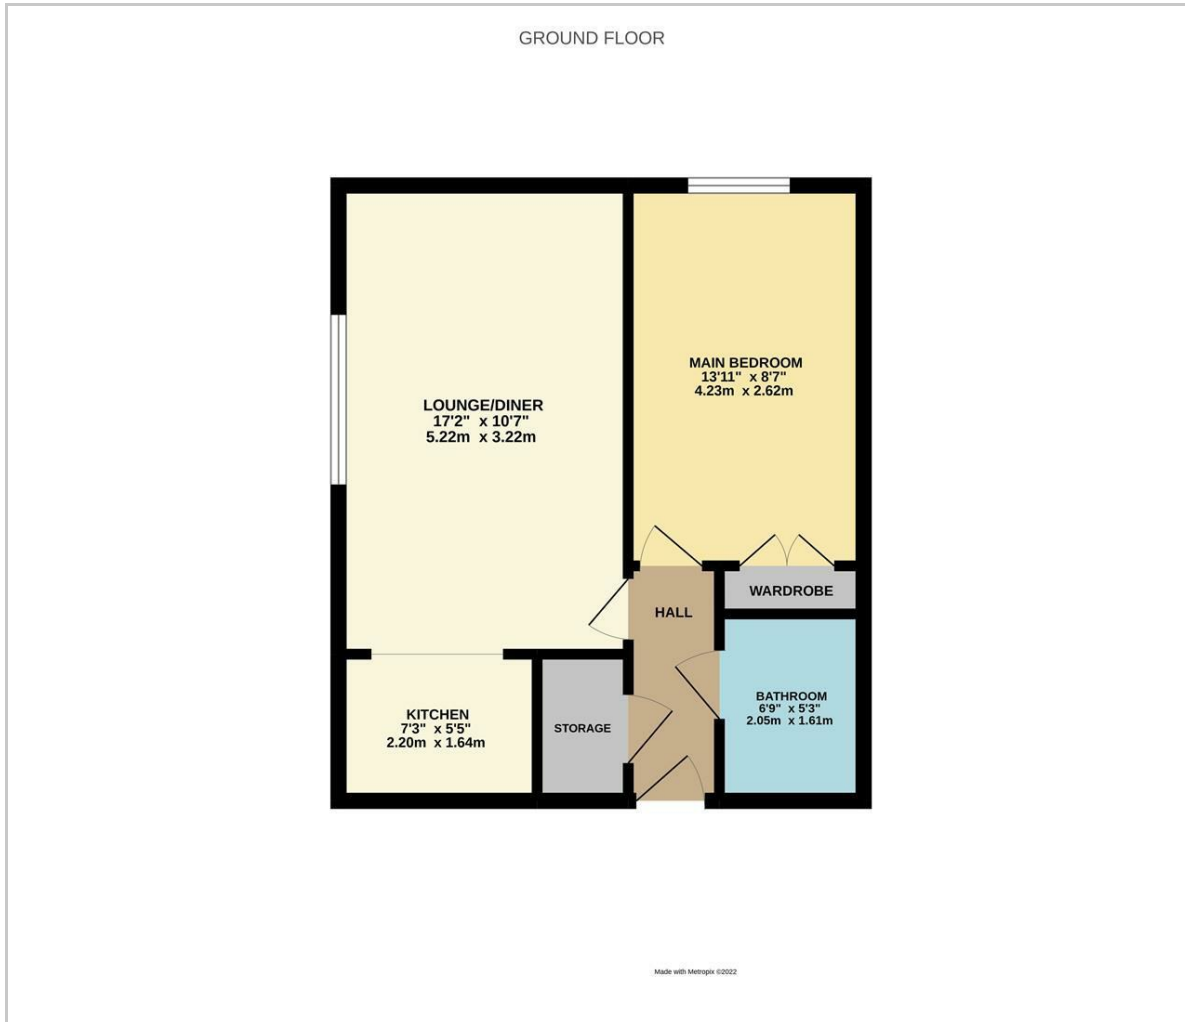 GROUND FLOOR
MAIN BEDROOM
13'11" x 8'7"
4.23m x 2.62m
LOUNGE/DINER
17'2" x 10'7"
5.22m x 3.22m
WARDROBE
HALL
BATHROOM
6'9" x 5'3"
2.05m x 1.61m
KITCHEN
7'3" x 5'5"
2.20m x 1.64m
STORAGE
Made with Metropix ©2022